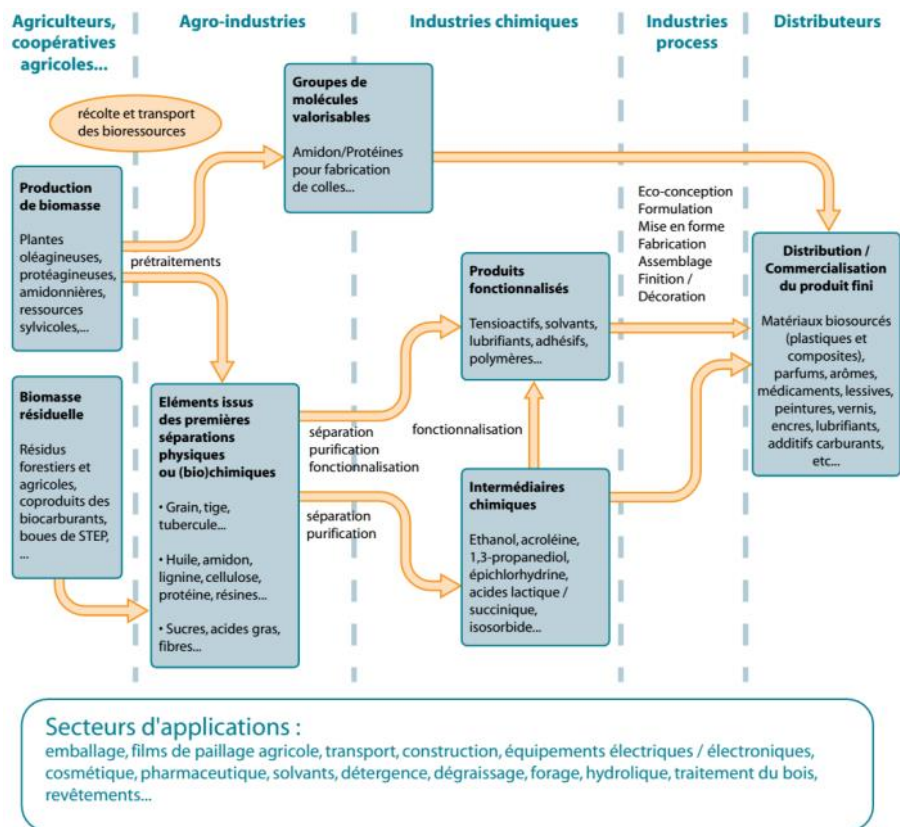 Agriculteurs,
coopératives
agricoles...
Agro-industries
Industries chimiques
Industries
process
Distributeurs
récolte et transport
des bioressources
Groupes de
molécules
valorisables
Amidon/Protéines
pour fabrication
de colles...
Production
de biomasse
Plantes
oléagineuses,
protéagineuses,
amidonnières,
ressources
sylvicoles,...
prétraitements
Eco-conception
Formulation
Mise en forme
Fabrication
Assemblage
Finition /
Décoration
Produits
fonctionnalisés
Tensioactifs, solvants,
lubrifiants, adhésifs,
polymères...
Distribution /
Commercialisation
du produit fini
Matériaux biosourcés
(plastiques et
composites),
parfums, arômes,
médicaments, lessives,
peintures, vernis,
encres, lubrifiants,
additifs carburants,
etc...
Biomasse
résiduelle
Résidus
forestiers et
agricoles,
coproduits des
biocarburants,
boues de STEP,
...
Eléments issus
des premières
séparations
physiques
ou (bio)chimiques
• Grain, tige,
tubercule...
• Huile, amidon,
lignine, cellulose,
protéine, résines...
• Sucres, acides gras,
fibres...
séparation
purification
fonctionnalisation
fonctionnalisation
séparation
purification
Intermédiaires
chimiques
Ethanol, acroléine,
1,3-propanediol,
épichlorhydrine,
acides lactique /
succinique,
isosorbide...
Secteurs d'applications :
emballage, films de paillage agricole, transport, construction, équipements électriques / électroniques,
cosmétique, pharmaceutique, solvants, détergence, dégraissage, forage, hydrolique, traitement du bois,
revêtements...